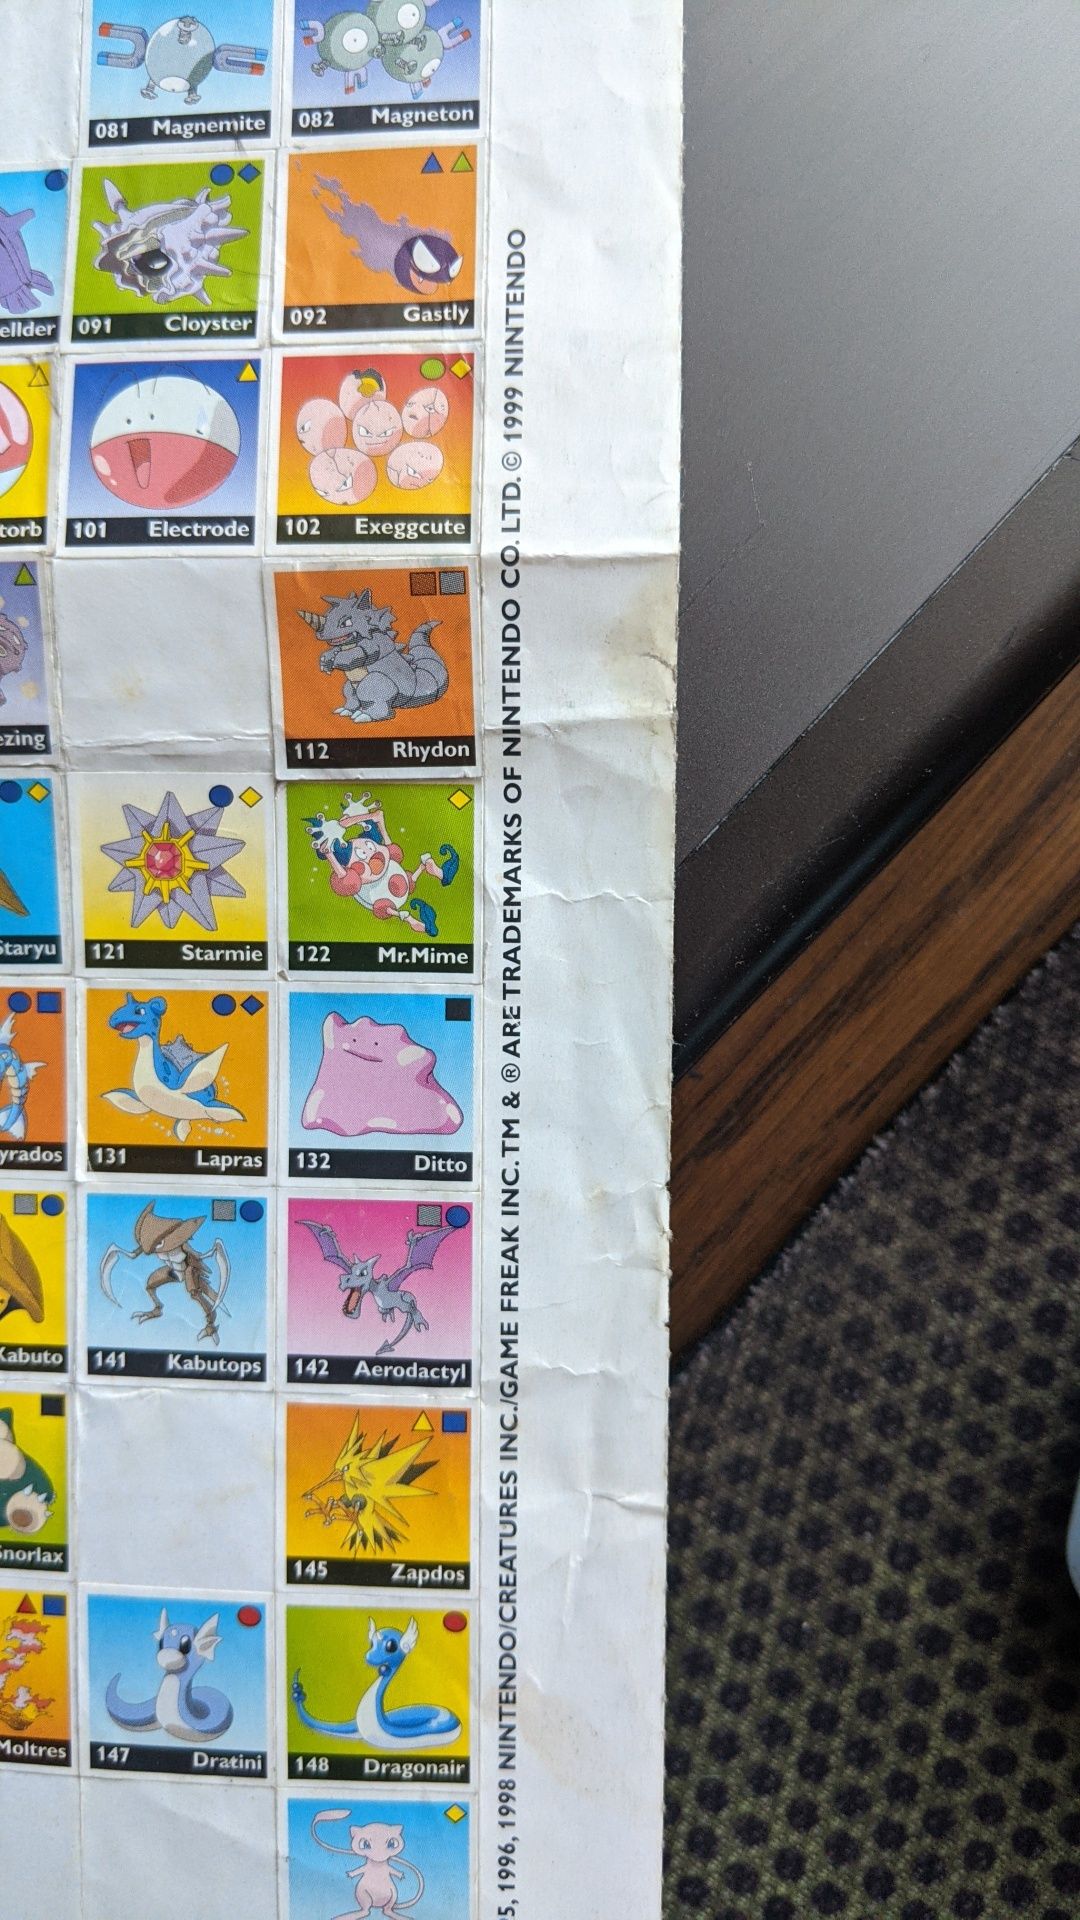 081 Magnemite
082 Magneton
ellder
091 Cloyster
092 Gastly
torb
101 Electrode
102 Exeggcute
ezing
112 Rhydon
Staryu
121 Starmie
122 Mr.Mime
yrados
131 Lapras
132 Ditto
Kabuto
141 Kabutops
142 Aerodactyl
Snorlax
145 Zapdos
Moltres
147 Dratini
148 Dragonair
5, 1996, 1998 NINTENDO/CREATURES INC./GAME FREAK INC. TM & ® ARE TRADEMARKS OF NINTENDO CO. LTD. © 1999 NINTENDO